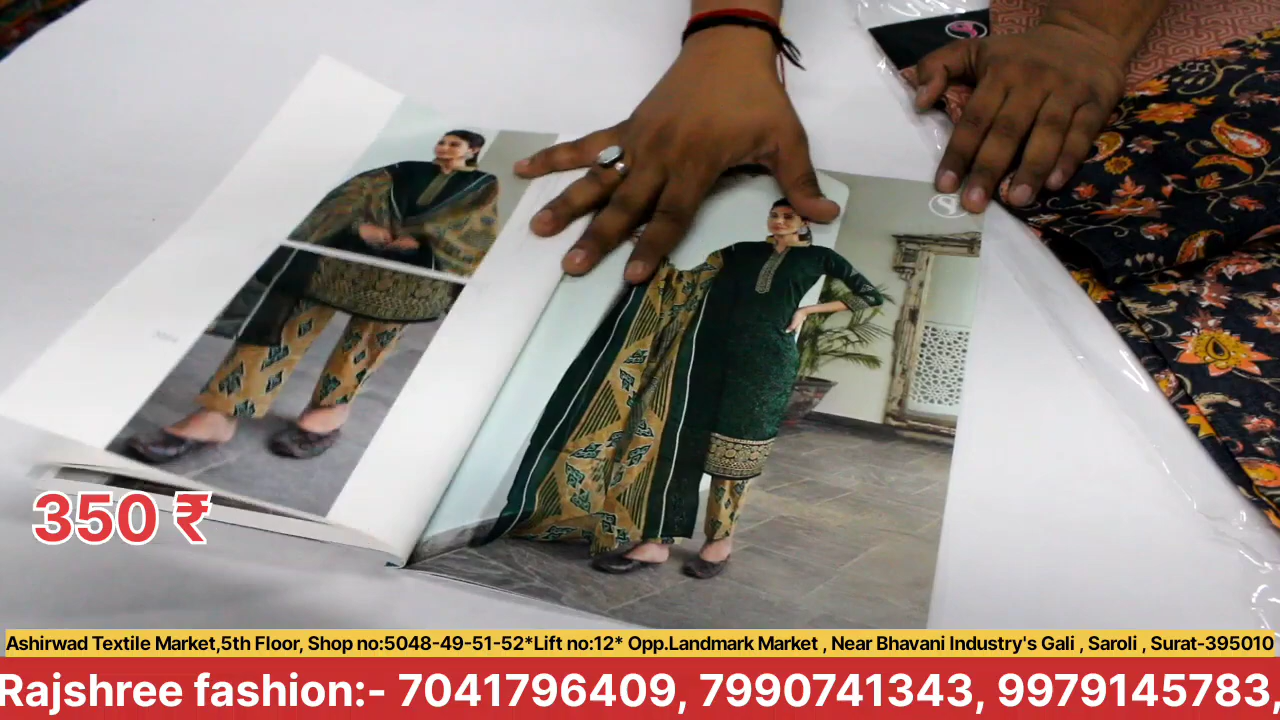 350 ₹
Ashirwad Textile Market,5th Floor, Shop no:5048-49-51-52*Lift no:12* Opp.Landmark Market , Near Bhavani Industry's Gali , Saroli , Surat-395010
Rajshree fashion:- 7041796409, 7990741343, 9979145783,